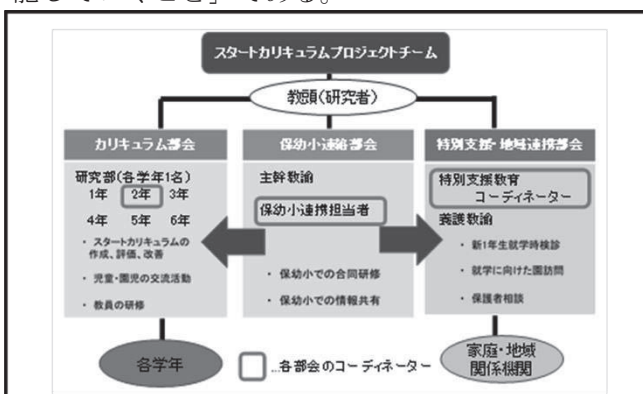 能していくこと」である。
スタートカリキュラムプロジェクトチーム
教頭(研究者)
カリキュラム部会
研究部(各学年1名)
1年 2年 3年
4年 5年 6年
・ スタートカリキュラムの
作成、評価、改善
・ 児童・園児の交流活動
・ 教員の研修
保幼小連絡部会
主幹教諭
保幼小連携担当者
・ 保幼小での合同研修
・ 保幼小での情報共有
特別支援・地域連携部会
特別支援教育
コーディネーター
養護教諭
・ 新1年生就学時検診
・ 就学に向けた園訪問
・ 保護者相談
各学年
…各部会のコーディネーター
家庭・地域
関係機関